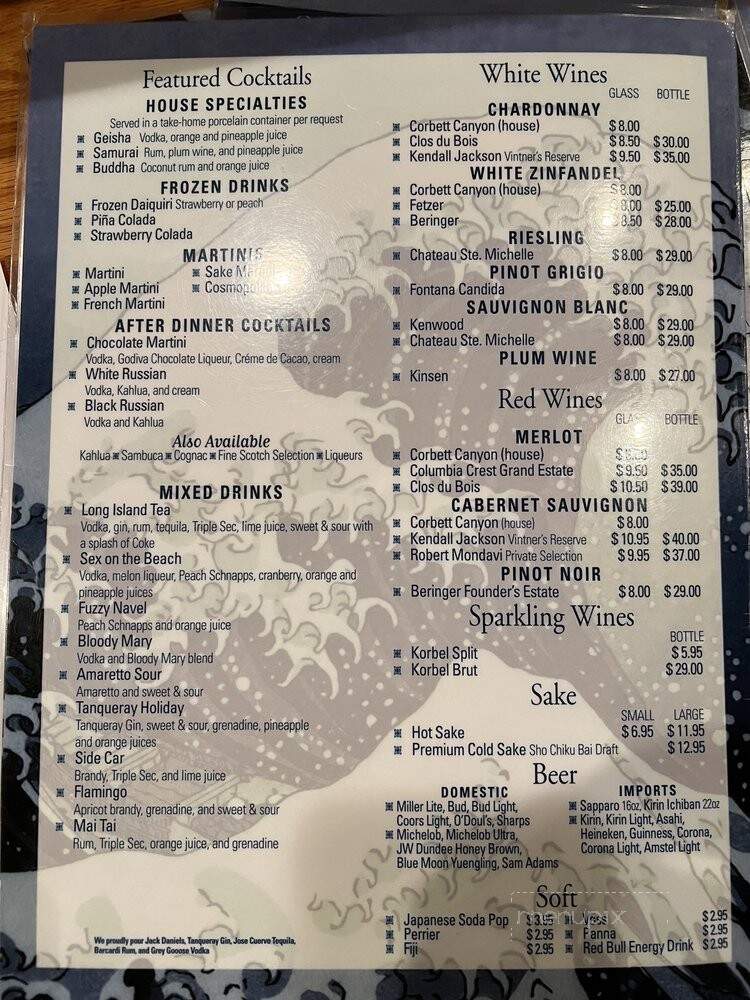 Featured Cocktails
HOUSE SPECIALTIES
Served in a take-home porcelain container per request
Geisha Vodka, orange and pineapple juice
Samurai Rum, plum wine, and pineapple juice
Buddha Coconut rum and orange juice
FROZEN DRINKS
Frozen Daiquiri Strawberry or peach
Piña Colada
Strawberry Colada
MARTINIS
Martini
Sake
Apple Martini
French Martini
AFTER DINNER COCKTAILS
Chocolate Martini
Vodka, Godiva Chocolate Liqueur, Créme de Cacao, cream
White Russian
Vodka, Kahlua, and cream
Black Russian
Vodka and Kahlua
Also Available
Kahlua Sambuca Cognac Fine Scotch Selection Liqueurs
MIXED DRINKS
Long Island Tea
Vodka, gin, rum, tequila, Triple Sec, lime juice, sweet & sour with
a splash of Coke
Sex on the Beach
Vodka, melon liqueur, Peach Schnapps, cranberry, orange and
pineapple juices
Fuzzy Navel
Peach Schnapps and orange juice
Bloody Mary
Vodka and Bloody Mary blend
Amaretto Sour
Amaretto and sweet & sour
Tanqueray Holiday
Tanqueray Gin, sweet & sour, grenadine, pineapple
and orange juices
Side Car
Brandy, Triple Sec, and lime juice
Flamingo
Apricot brandy, grenadine, and sweet & sour
Mai Tai
Rum, Triple Sec, orange juice, and grenadine
We proudly pour Jack Daniels, Tanqueray Gin, Jose Cuervo Tequila,
Barcardi Rum, and Grey Gooose Vodka
White Wines
GLASS BOTTLE
CHARDONNAY
Corbett Canyon (house) $8.00
Clos du Bois $8.50 $30.00
Kendall Jackson Vintner's Reserve $9.50 $35.00
WHITE ZINFANDEL
Corbett Canyon (house) $8.00
Fetzer 8.00 $25.00
Beringer 8.50 $28.00
RIESLING
Chateau Ste. Michelle $8.00 $29.00
PINOT GRIGIO
Fontana Candida $8.00 $29.00
SAUVIGNON BLANC
Kenwood $8.00 $29.00
Chateau Ste. Michelle $8.00 $29.00
PLUM WINE
Kinsen $8.00 $27.00
Red Wines
BOTTLE
MERLOT
Corbett Canyon (house)
Columbia Crest Grand Estate $9.50 $35.00
Clos du Bois $10.50 $39.00
CABERNET SAUVIGNON
Corbett Canyon (house) $8.00
Kendall Jackson Vintner's Reserve $10.95 $40.00
Robert Mondavi Private Selection $9.95 $37.00
PINOT NOIR
Beringer Founder's Estate $8.00 $29.00
Sparkling Wines
BOTTLE
Korbel Split $5.95
Korbel Brut $29.00
Sake
SMALL LARGE
Hot Sake $6.95 $11.95
Premium Cold Sake Sho Chiku Bai Draft $12.95
Beer
DOMESTIC
Miller Lite, Bud, Bud Light,
Coors Light, O'Doul's, Sharps
Michelob, Michelob Ultra,
JW Dundee Honey Brown,
Blue Moon Yuengling, Sam Adams
IMPORTS
Sapparo 16oz, Kirin Ichiban 22oz
Kirin, Kirin Light, Asahi,
Heineken, Guinness, Corona,
Corona Light, Amstel Light
Soft
Japanese Soda Pop $3.95 Voss $2.95
Perrier $2.95 Panna $2.95
Fiji $2.95 Red Bull Energy Drink $2.95